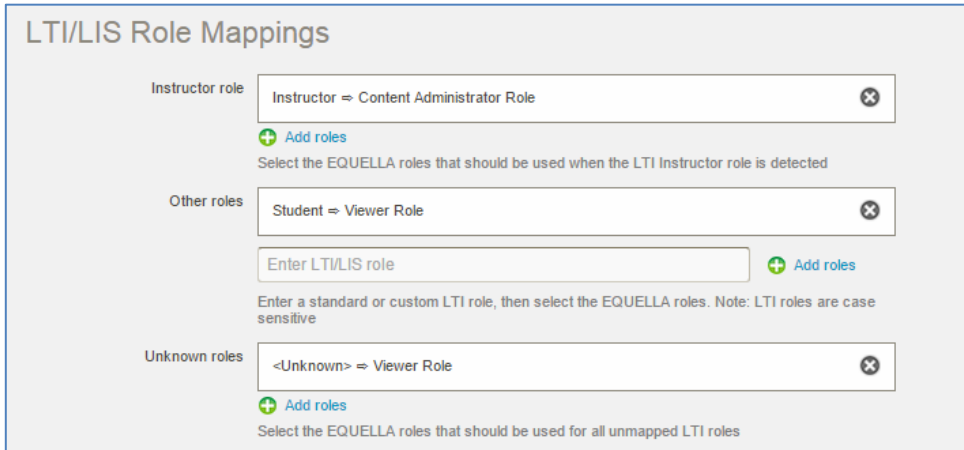 LTI/LIS Role Mappings
Instructor role
Instructor ⇨ Content Administrator Role
Add roles
Select the EQUELLA roles that should be used when the LTI Instructor role is detected
Other roles
Student ⇨ Viewer Role
Enter LTI/LIS role
Add roles
Enter a standard or custom LTI role, then select the EQUELLA roles. Note: LTI roles are case
sensitive
Unknown roles
<Unknown> ⇨ Viewer Role
Add roles
Select the EQUELLA roles that should be used for all unmapped LTI roles